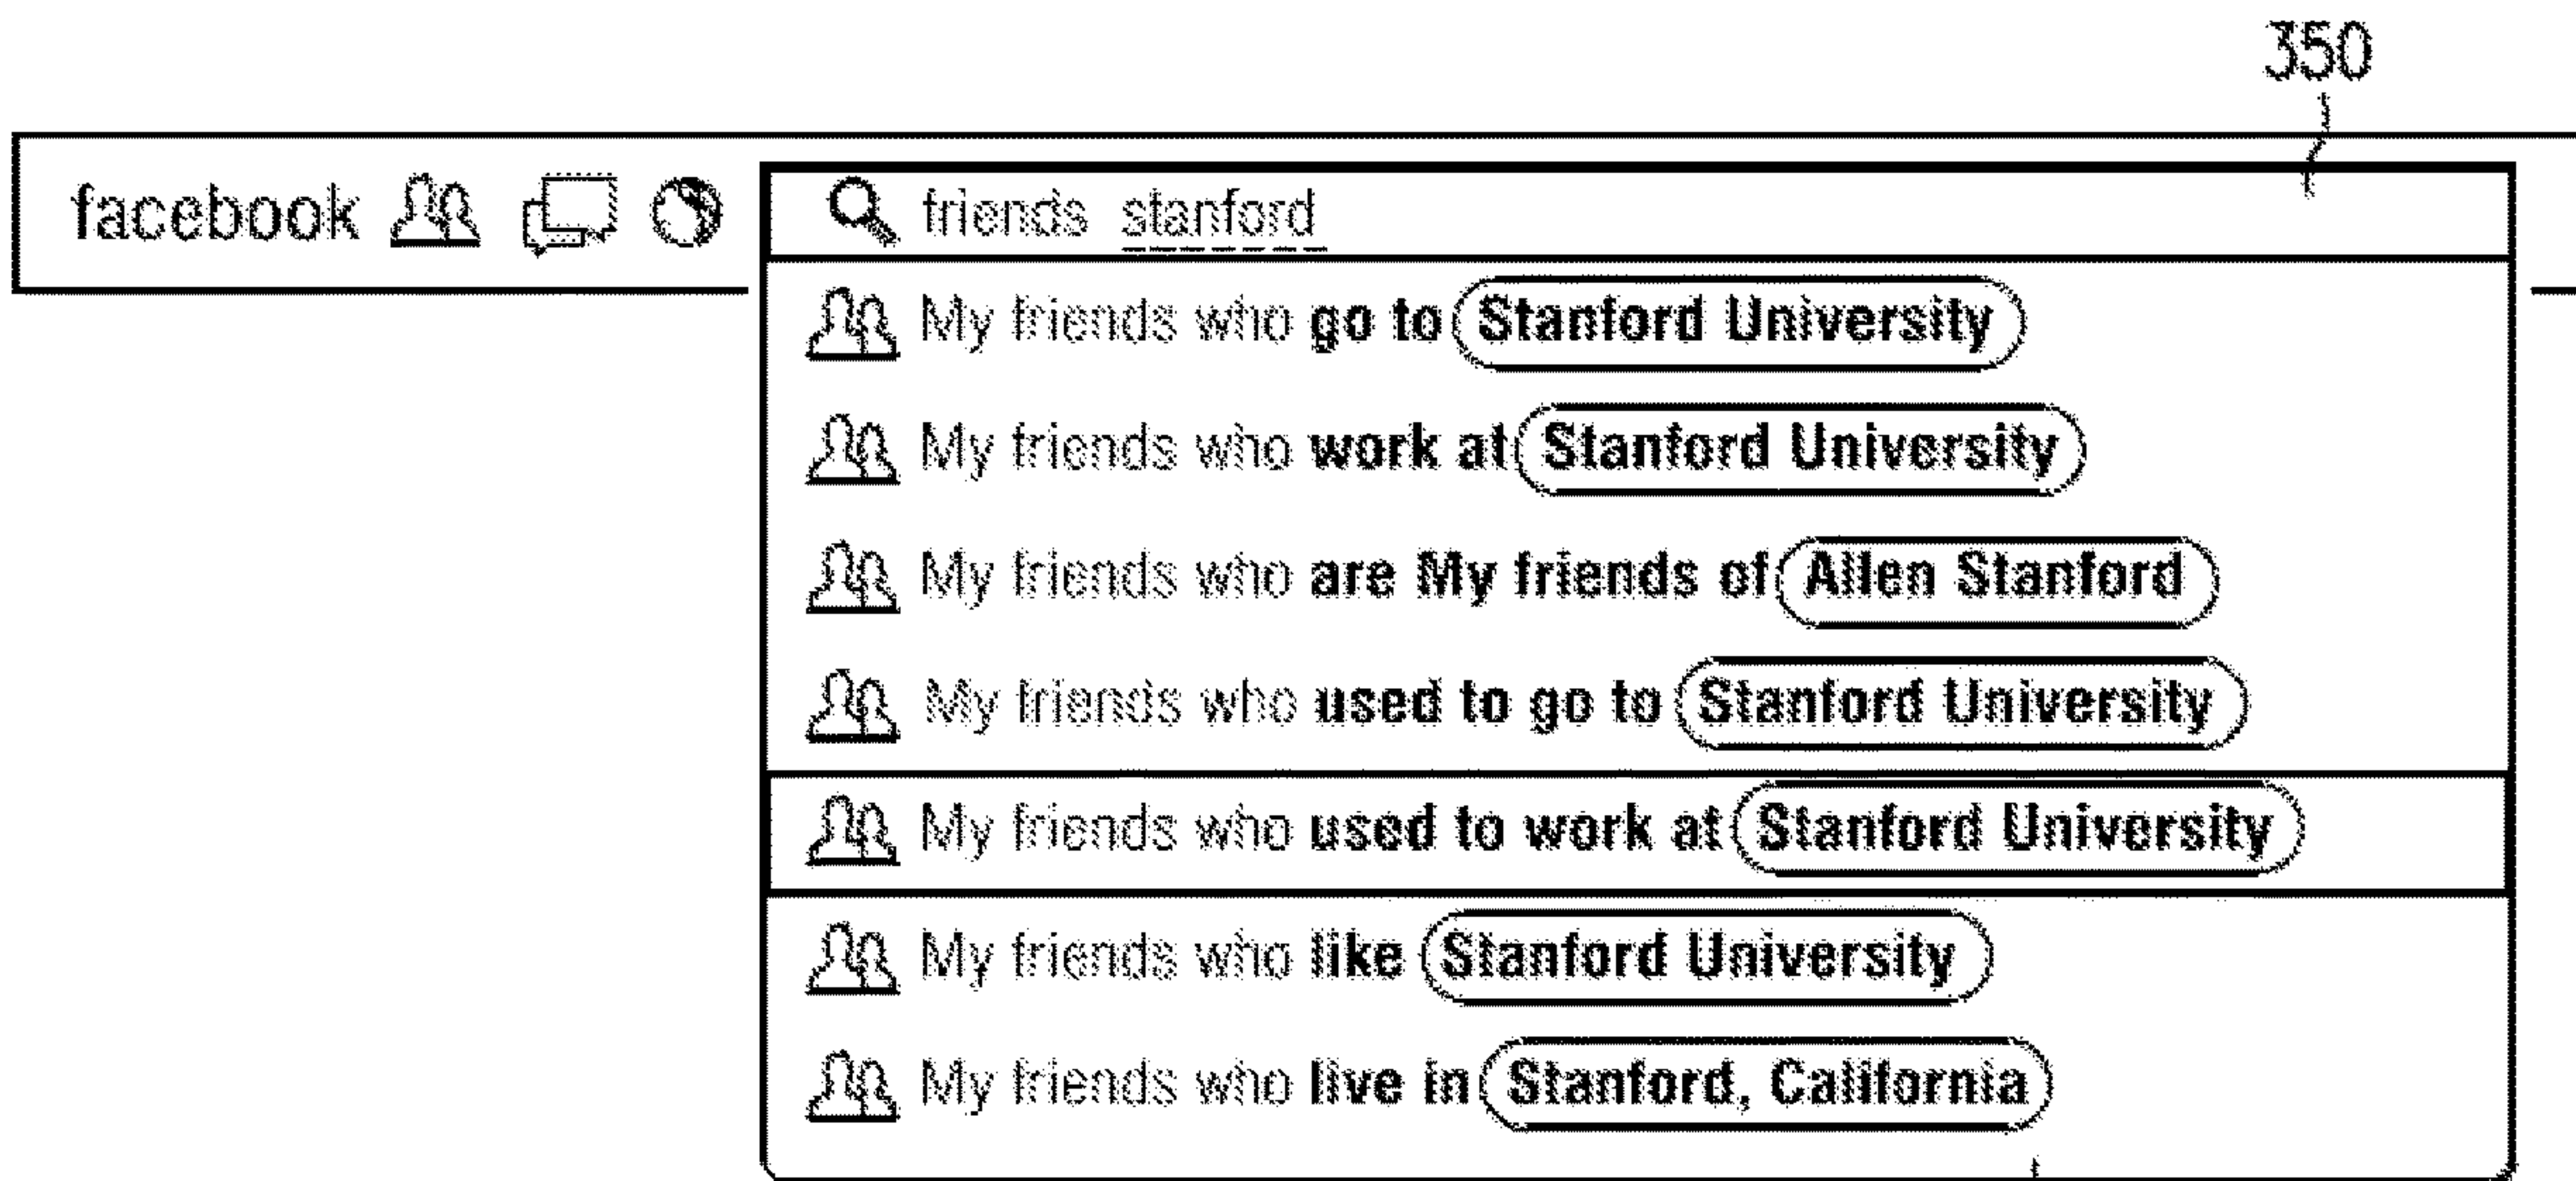 350
facebook friends stanford
My friends who go to Stanford University
My friends who work at Stanford University
My friends who are My friends of Allen Stanford
My friends who used to go to Stanford University
My friends who used to work at Stanford University
My friends who like Stanford University
My friends who live in Stanford, California